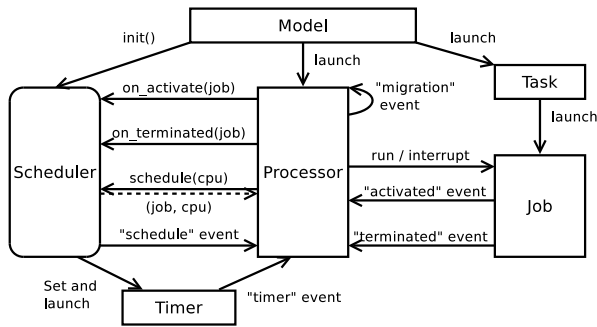 Model
init()
launch
launch
on_activate(job)
"migration"
event
Task
launch
on_terminated(job)
Scheduler
schedule(cpu)
Processor
run / interrupt
(job, cpu)
"activated" event
Job
"schedule" event
"terminated" event
Set and
launch
Timer
"timer" event